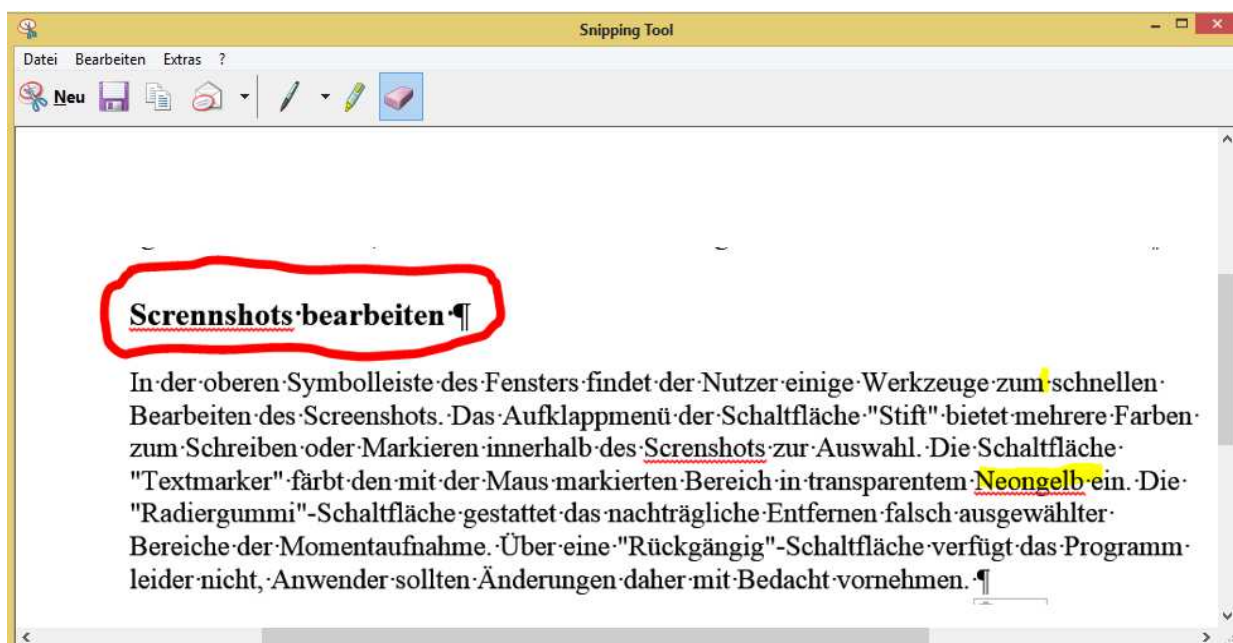 Snipping Tool
Datei Bearbeiten Extras ?
Neu
Scrennshots·bearbeiten·¶
In·der·oberen·Symbolleiste·des·Fensters·findet·der·Nutzer·einige·Werkzeuge·zum·schnellen·
Bearbeiten·des·Screenshots.·Das·Aufklappmenü·der·Schaltfläche·"Stift"·bietet·mehrere·Farben·
zum·Schreiben·oder·Markieren·innerhalb·des·Screnshots·zur·Auswahl.·Die·Schaltfläche·
"Textmarker"·färbt·den·mit·der·Maus·markierten·Bereich·in·transparentem·Neongelb·ein.·Die·
"Radiergummi"-Schaltfläche·gestattet·das·nachträgliche·Entfernen·falsch·ausgewählter·
Bereiche·der·Momentaufnahme.·Über·eine·"Rückgängig"-Schaltfläche·verfügt·das·Programm·
leider·nicht,·Anwender·sollten·Änderungen·daher·mit·Bedacht·vornehmen.·¶